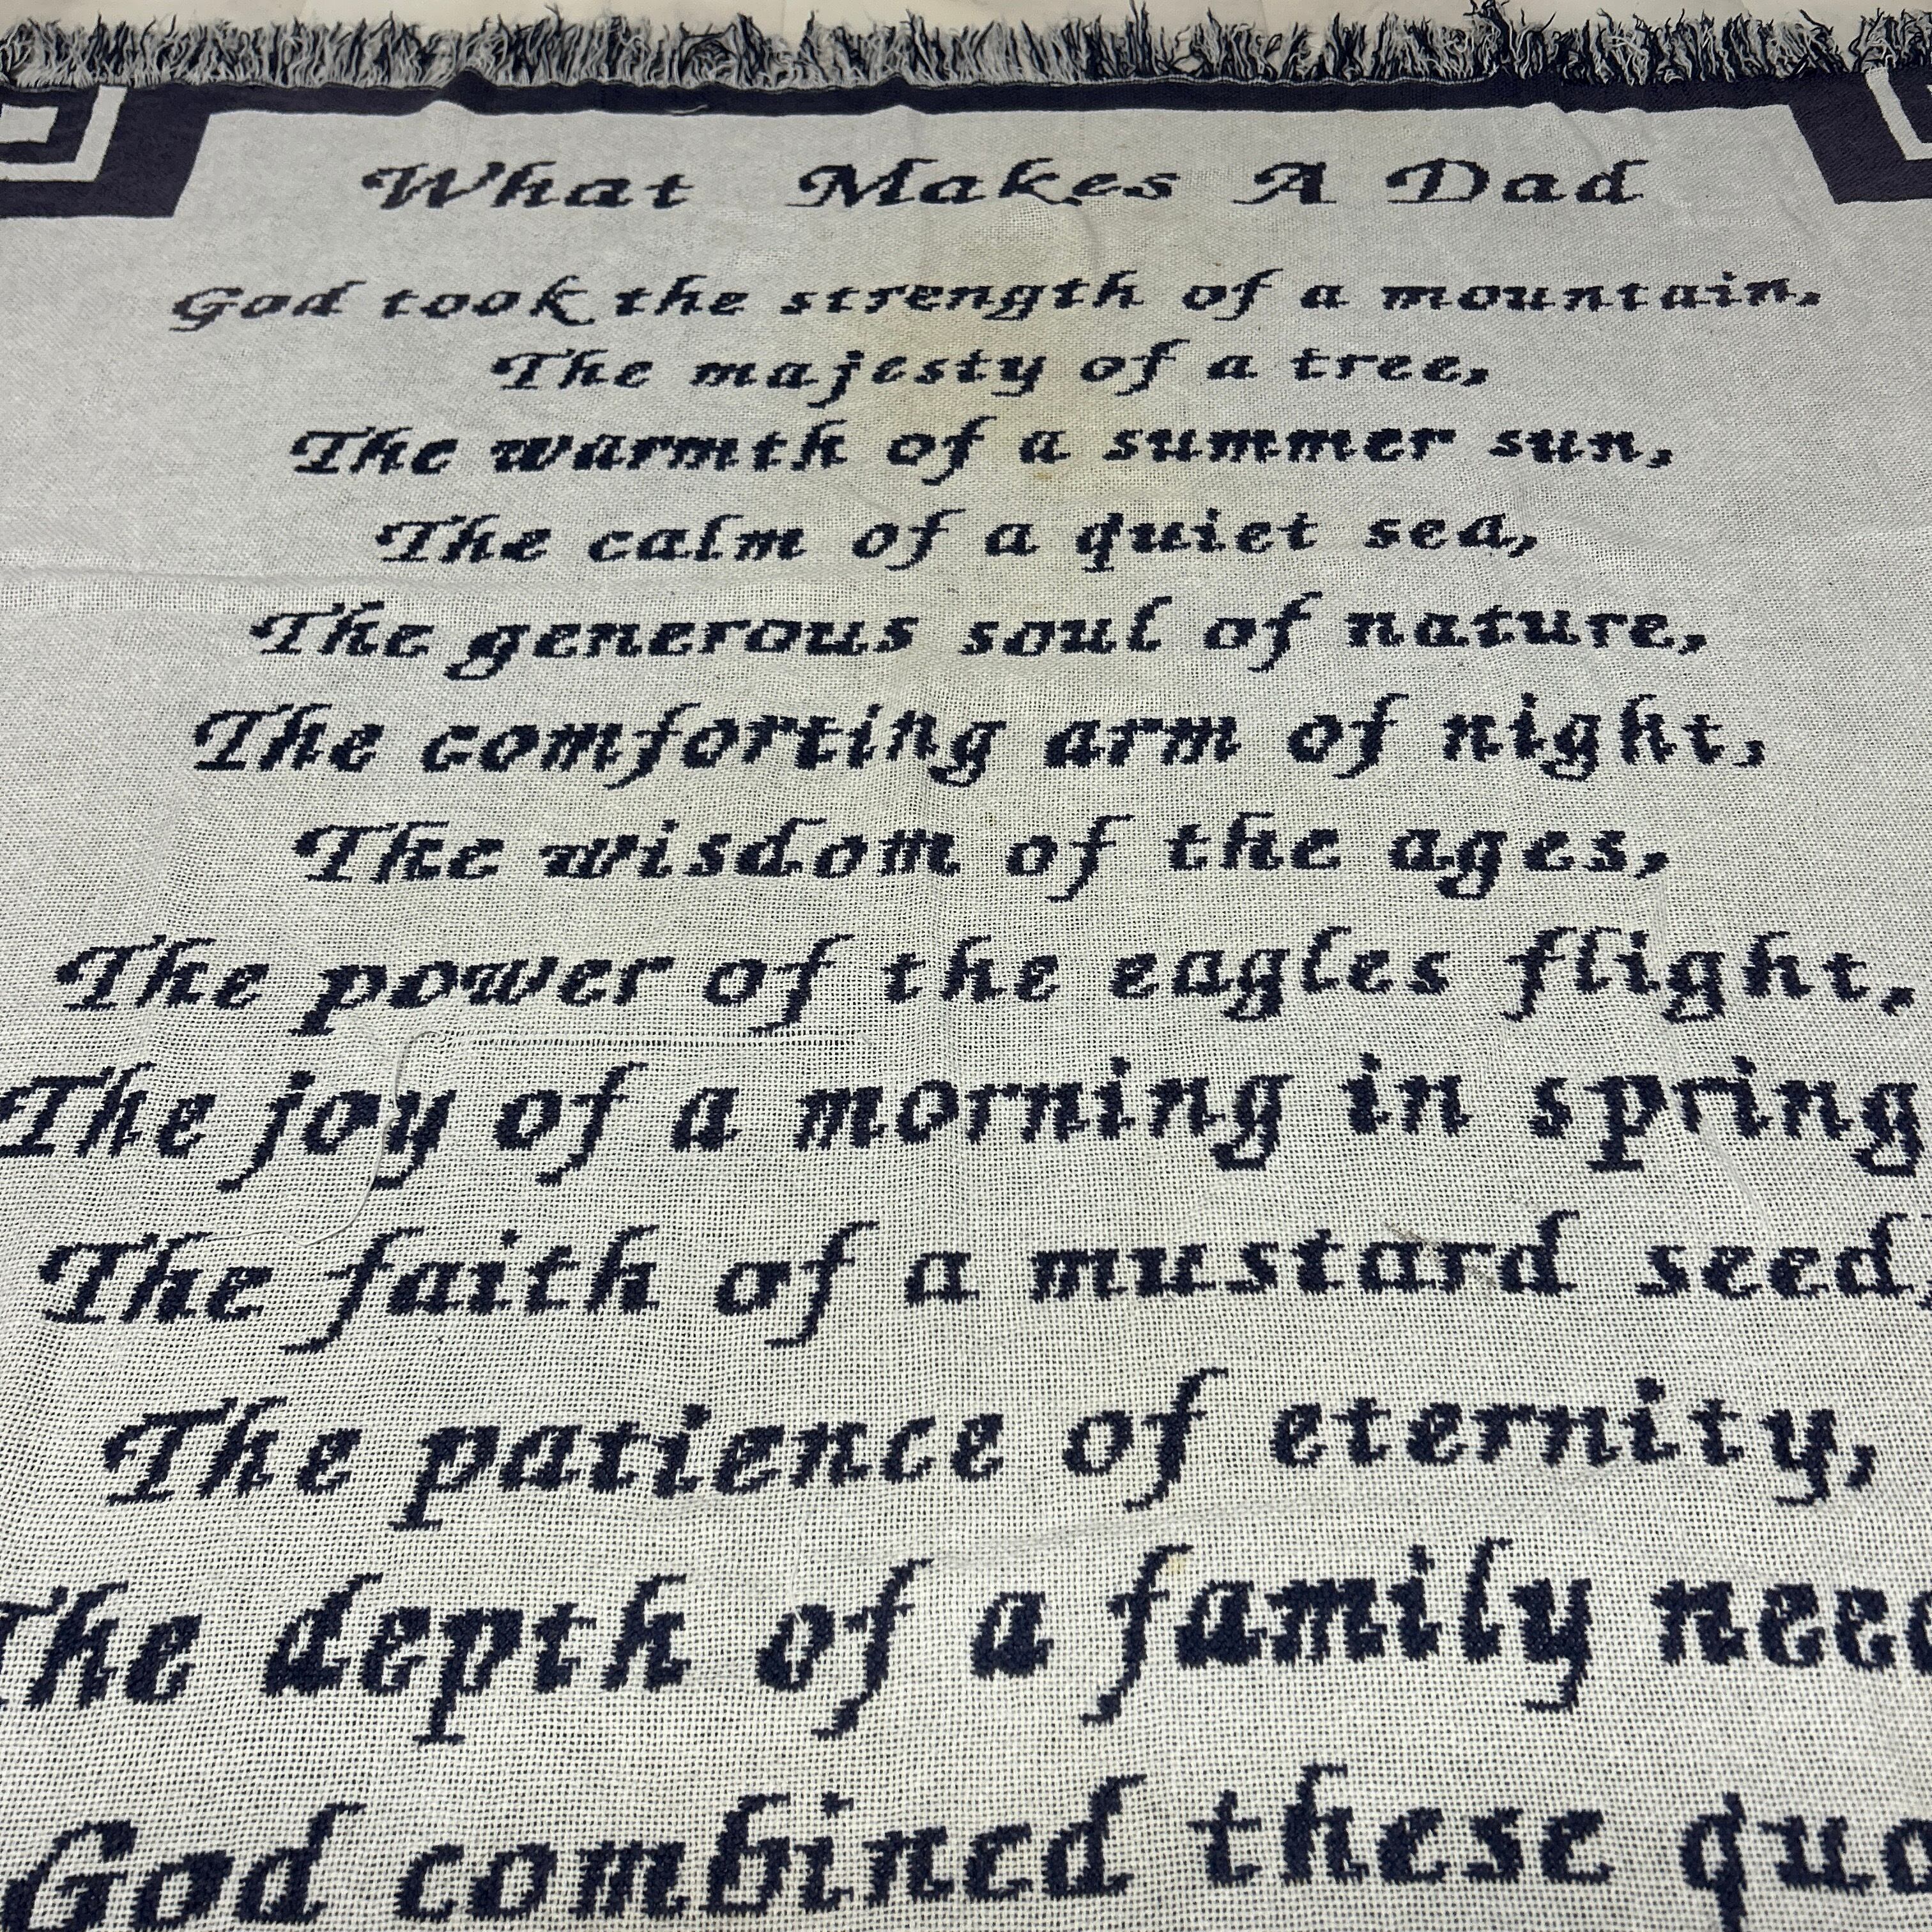 What Makes A Dad
God took the strength of a mountain,
The majesty of a tree,
The warmth of a summer sun,
The calm of a quiet sea,
The generous soul of nature,
The comforting arm of night,
The wisdom of the ages,
The power of the eagles flight,
The joy of a morning in spring
The faith of a mustard seed,
The patience of eternity,
The depth of a family
God combined these